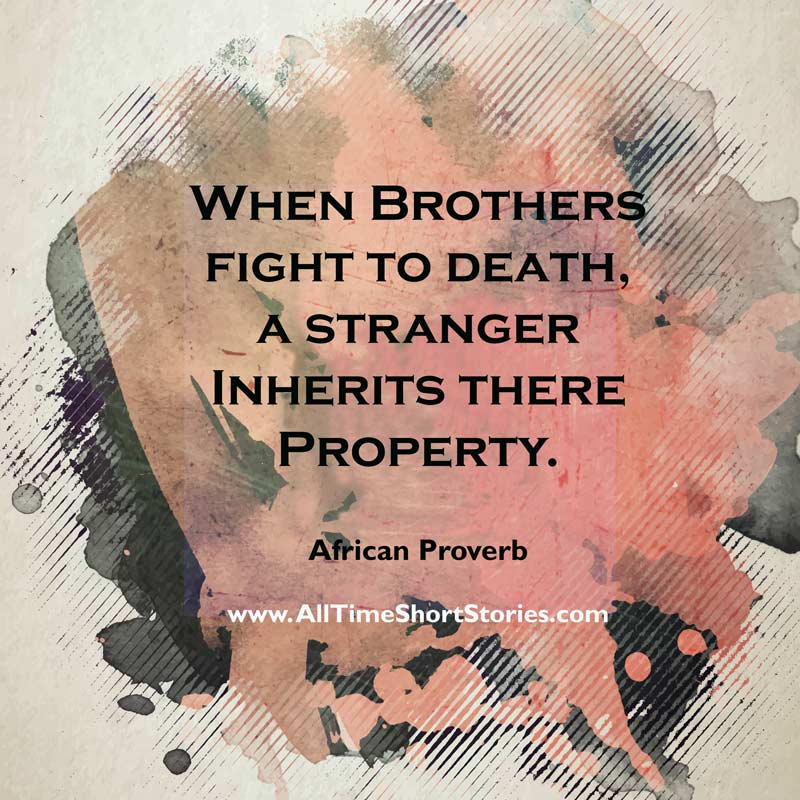 When Brothers
fight to death,
a stranger
Inherits there
Property.
African Proverb
www.AllTimeShortStories.com